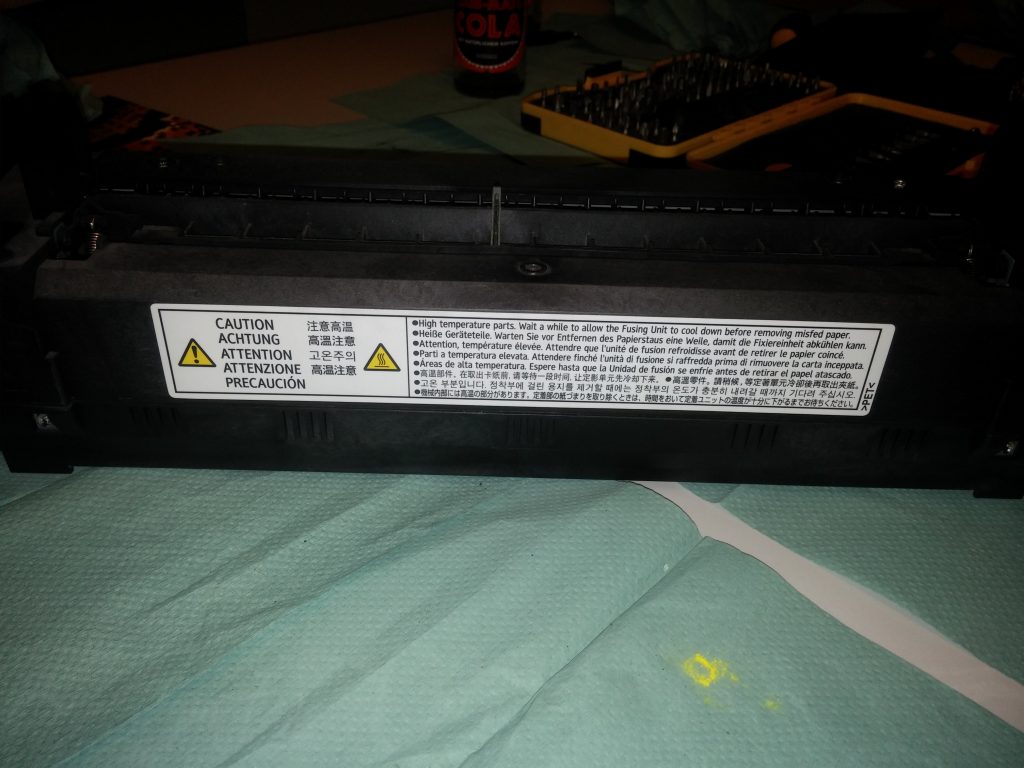 COLA
CAUTION
ACHTUNG
ATTENTION
ATTENZIONE
PRECAUCIÓN
注意高温
高溫注意
고온주의
高温注意
●High temperature parts. Wait a while to allow the Fusing Unit to cool down before removing misfed paper.
●Heiße Geräteteile. Warten Sie vor Entfernen des Papierstaus eine Weile, damit die Fixiereinheit abkühlen kann.
●Attention, température élevée. Attendre que l'unité de fusion refroidisse avant de retirer le papier coincé.
●Parti a temperatura elevata. Attendere finché l'unità di fusione si raffredda prima di rimuovere la carta inceppata.
●Áreas de alta temperatura. Espere hasta que la Unidad de fusión se enfríe antes de retirar el papel atascado.
●高温部件。在取出卡纸前, 请等待一段时间, 让定影单元先冷却下来。 ●高溫零件。請稍候, 等定著單元冷卻後再取出夾紙。
●고온 부분입니다. 정착부에 걸린 용지를 제거할 때에는 정착부의 온도가 충분히 내려갈 때까지 기다려 주십시오.
●機械内部には高温の部分があります。定着部の紙づまりを取り除くときは、時間をおいて定着ユニットの温度が十分に下がるまでお待ちください。
>PET<